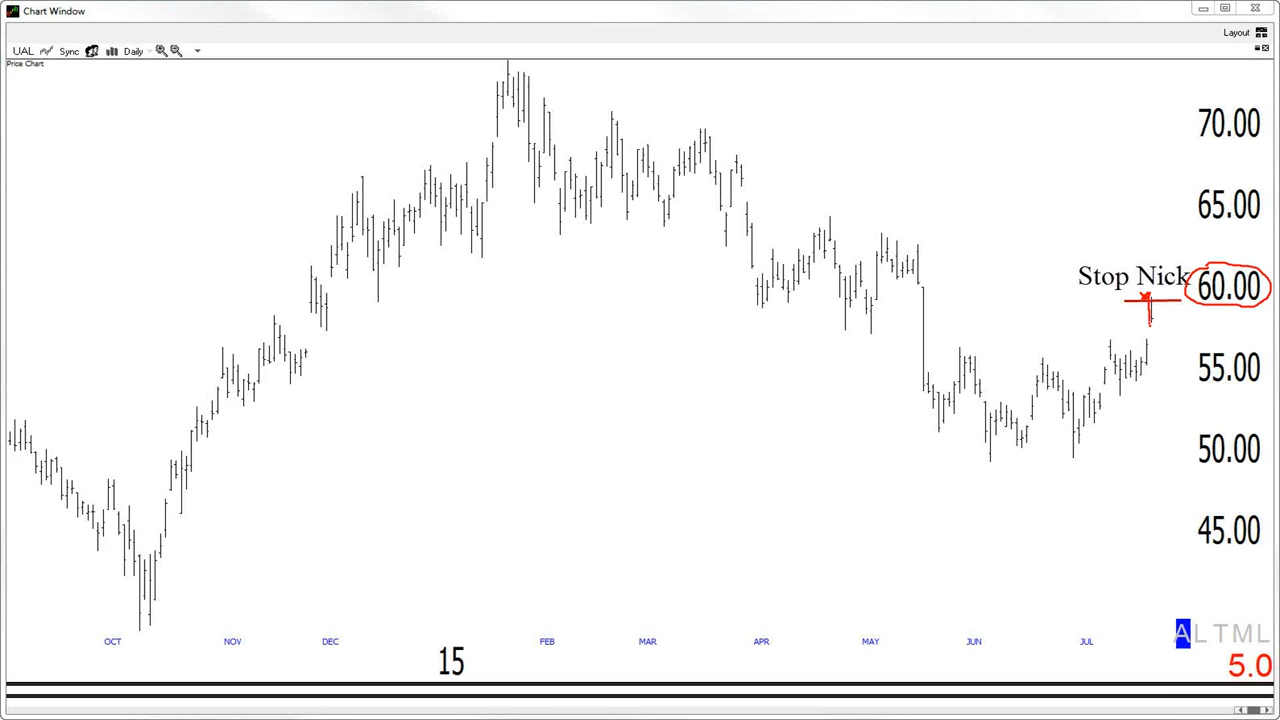 Chart Window
Layout
UAL Sync Daily
Price Chart
70.00
65.00
Stop Nick 60.00
55.00
50.00
45.00
OCT NOV DEC FEB MAR APR MAY JUN JUL
15
A L T M L
5.0